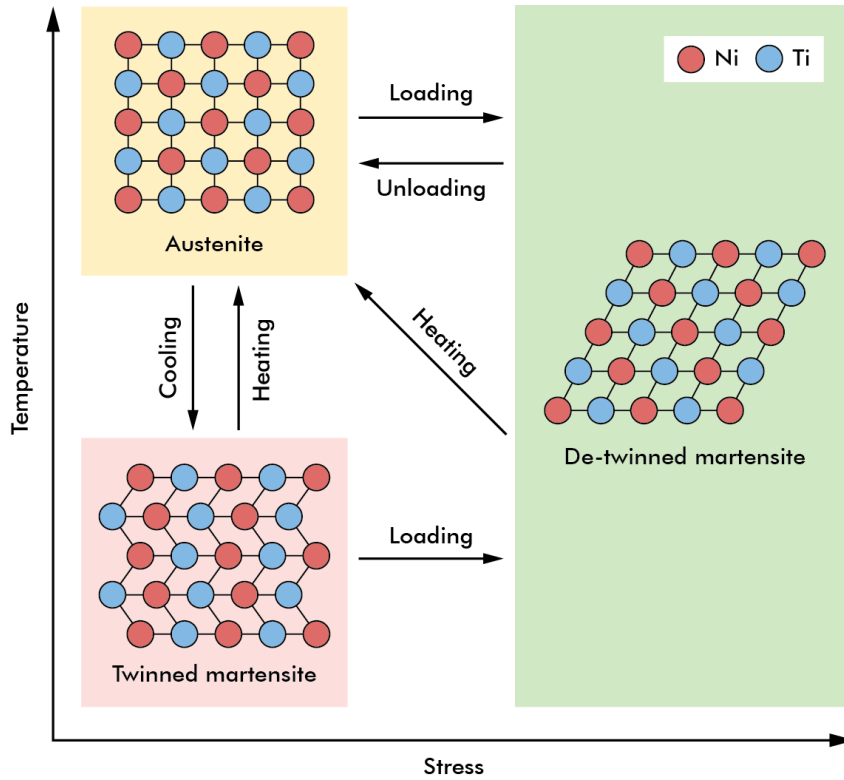 Ni Ti
Loading
Unloading
Austenite
Temperature
Cooling
Heating
Heating
De-twinned martensite
Loading
Twinned martensite
Stress